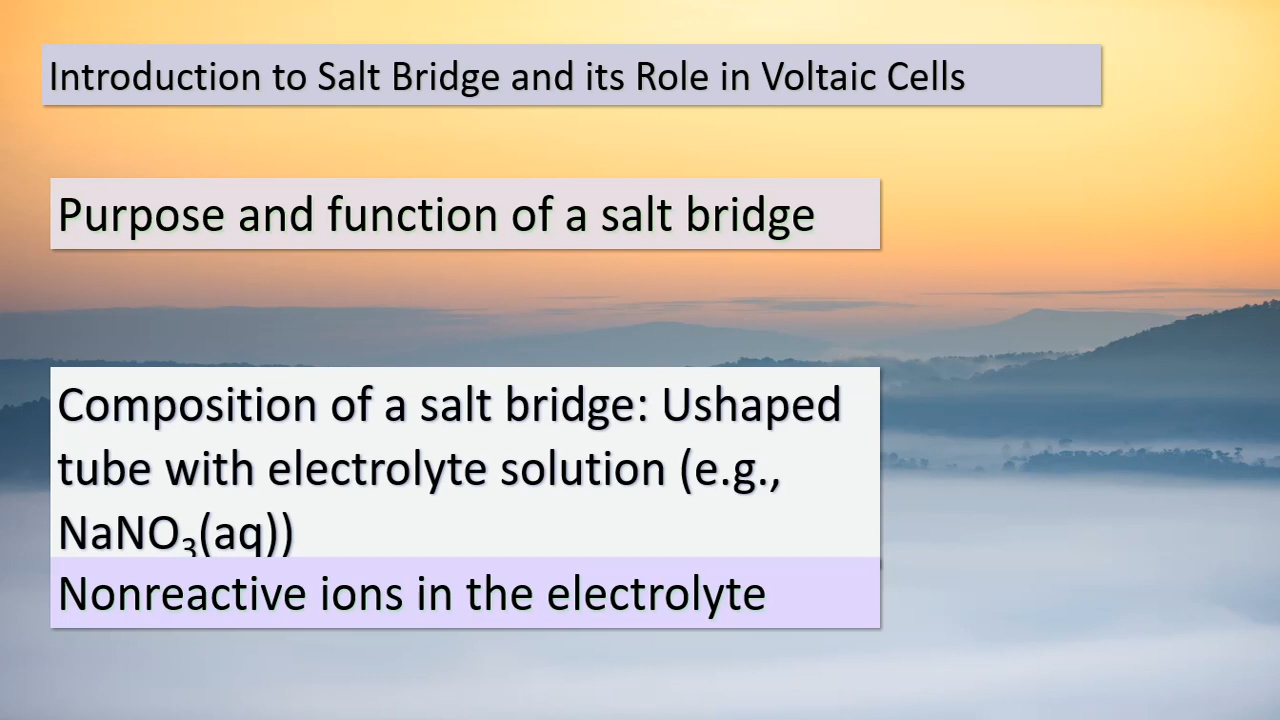 Introduction to Salt Bridge and its Role in Voltaic Cells
Purpose and function of a salt bridge
Composition of a salt bridge: Ushaped
tube with electrolyte solution (e.g.,
NaNO₃(aq))
Nonreactive ions in the electrolyte